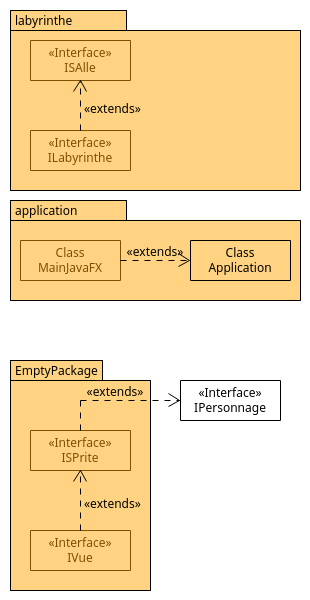 labyrinthe
«Interface»
ISAlle
«extends»
«Interface»
ILabyrinthe
application
Class
MainJavaFX
«extends»
Class
Application
EmptyPackage
«extends»
«Interface»
IPersonnage
«Interface»
ISPrite
«extends»
«Interface»
IVue